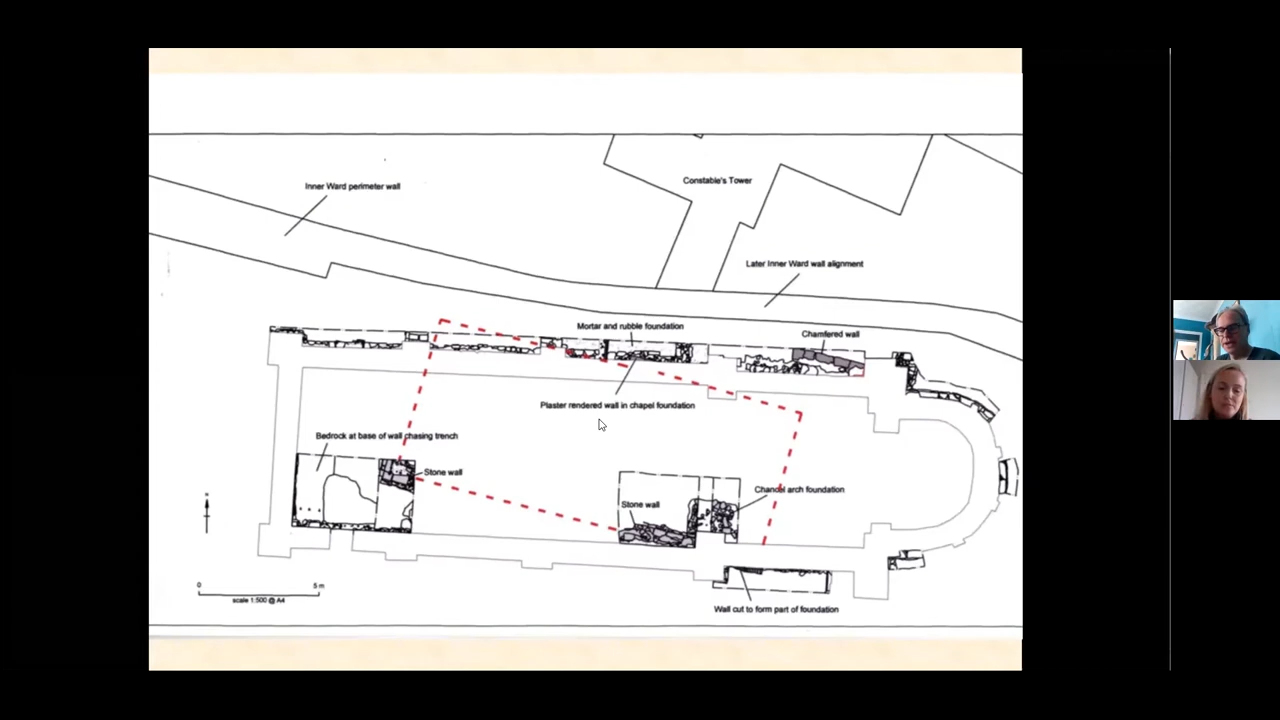 Constable's Tower
Inner Ward perimeter wall
Later Inner Ward wall alignment
Mortar and rubble foundation
Chamfered wall
Plaster rendered wall in chapel foundation
Bedrock at base of wall chasing trench
Stone wall
Chancel arch foundation
Stone wall
N
0 5 m
scale 1:500 @ A4
Wall cut to form part of foundation